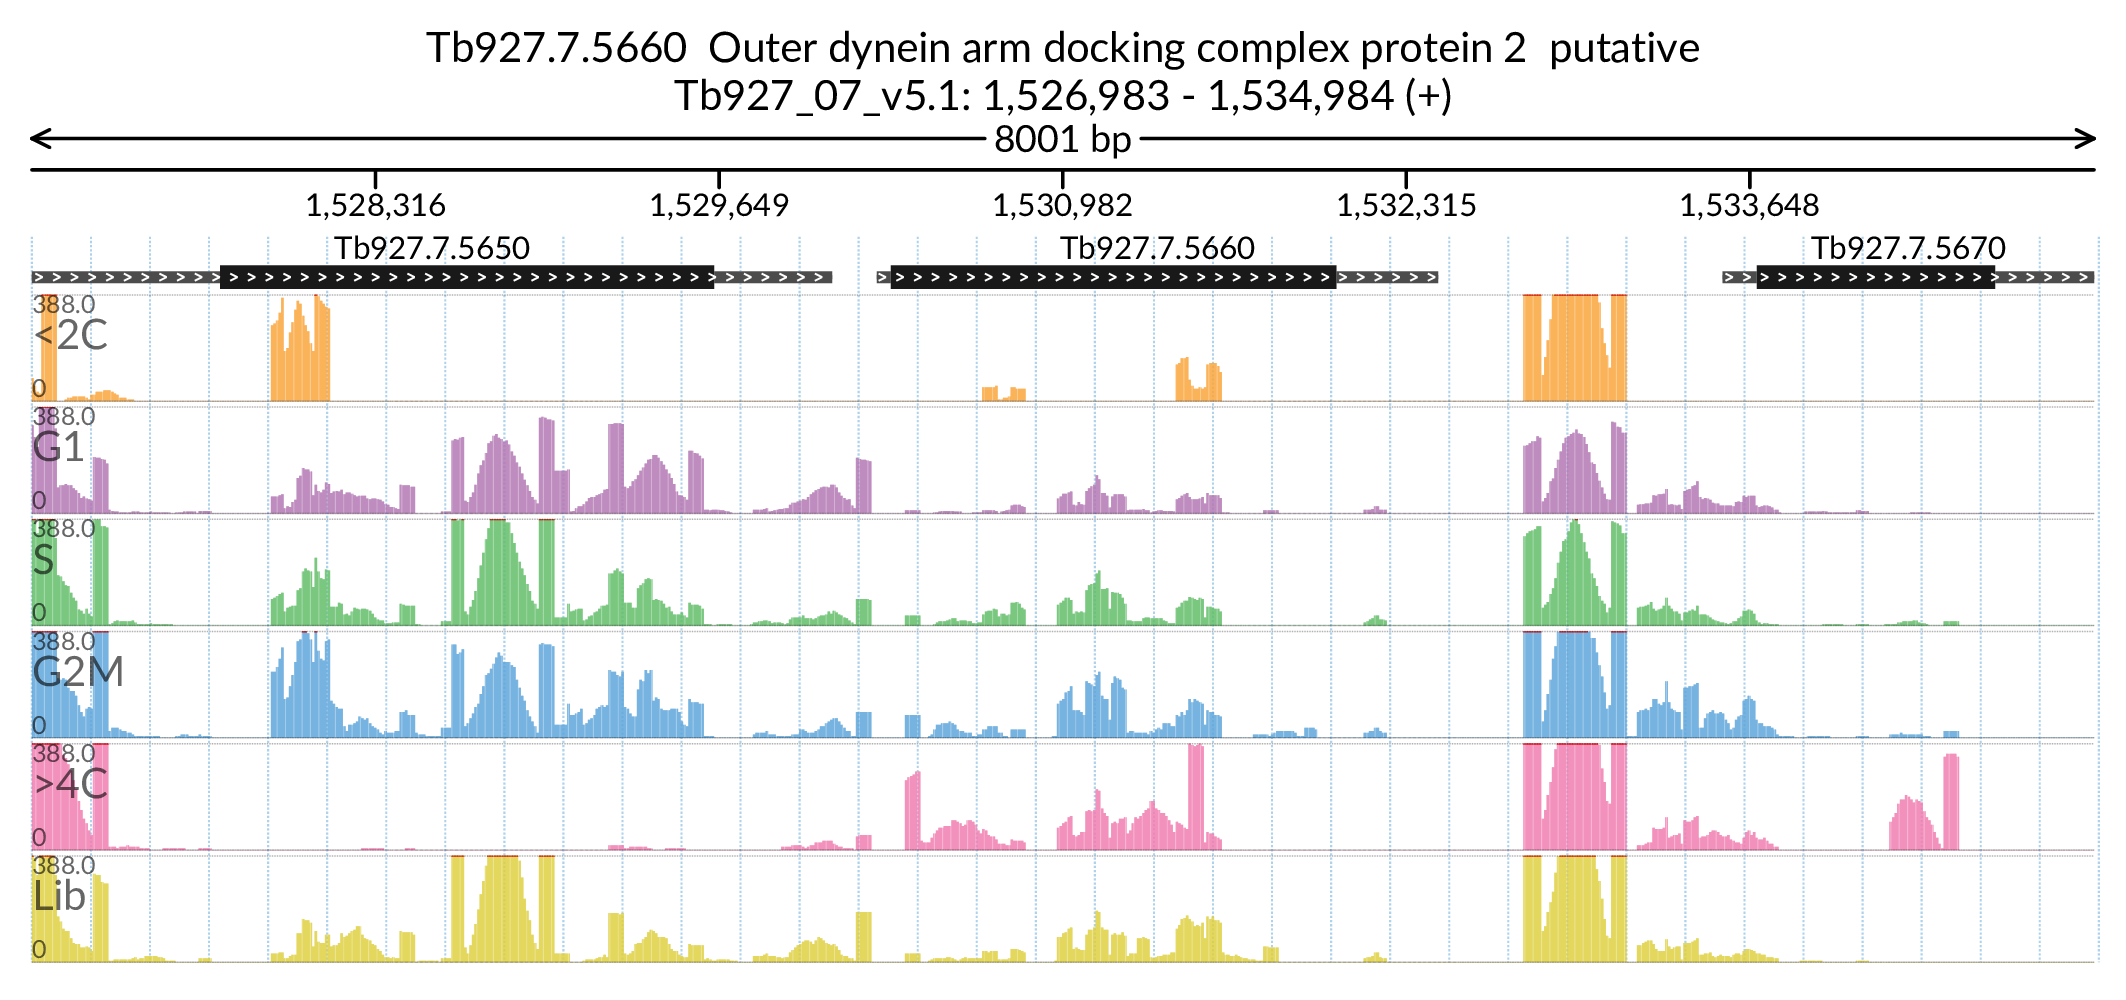 Tb927.7.5660  Outer dynein arm docking complex protein 2  putative
Tb927_07_v5.1: 1,526,983 - 1,534,984 (+)
8001 bp
1,528,316 1,529,649 1,530,982 1,532,315 1,533,648
Tb927.7.5650 Tb927.7.5660 Tb927.7.5670
388.0
<2C
0
388.0
G1
0
388.0
S
0
388.0
G2M
0
388.0
>4C
0
388.0
Lib
0